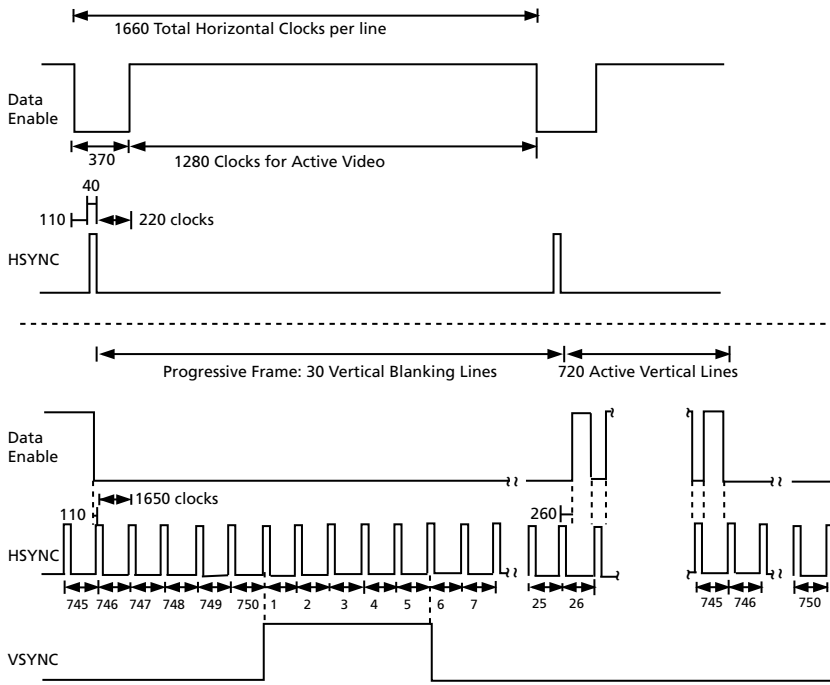 1660 Total Horizontal Clocks per line
Data
Enable
370
1280 Clocks for Active Video
40
110
220 clocks
HSYNC
Progressive Frame: 30 Vertical Blanking Lines
720 Active Vertical Lines
Data
Enable
1650 clocks
110
260
HSYNC
745 746 747 748 749 750 1 2 3 4 5 6 7 25 26 745 746 750
VSYNC